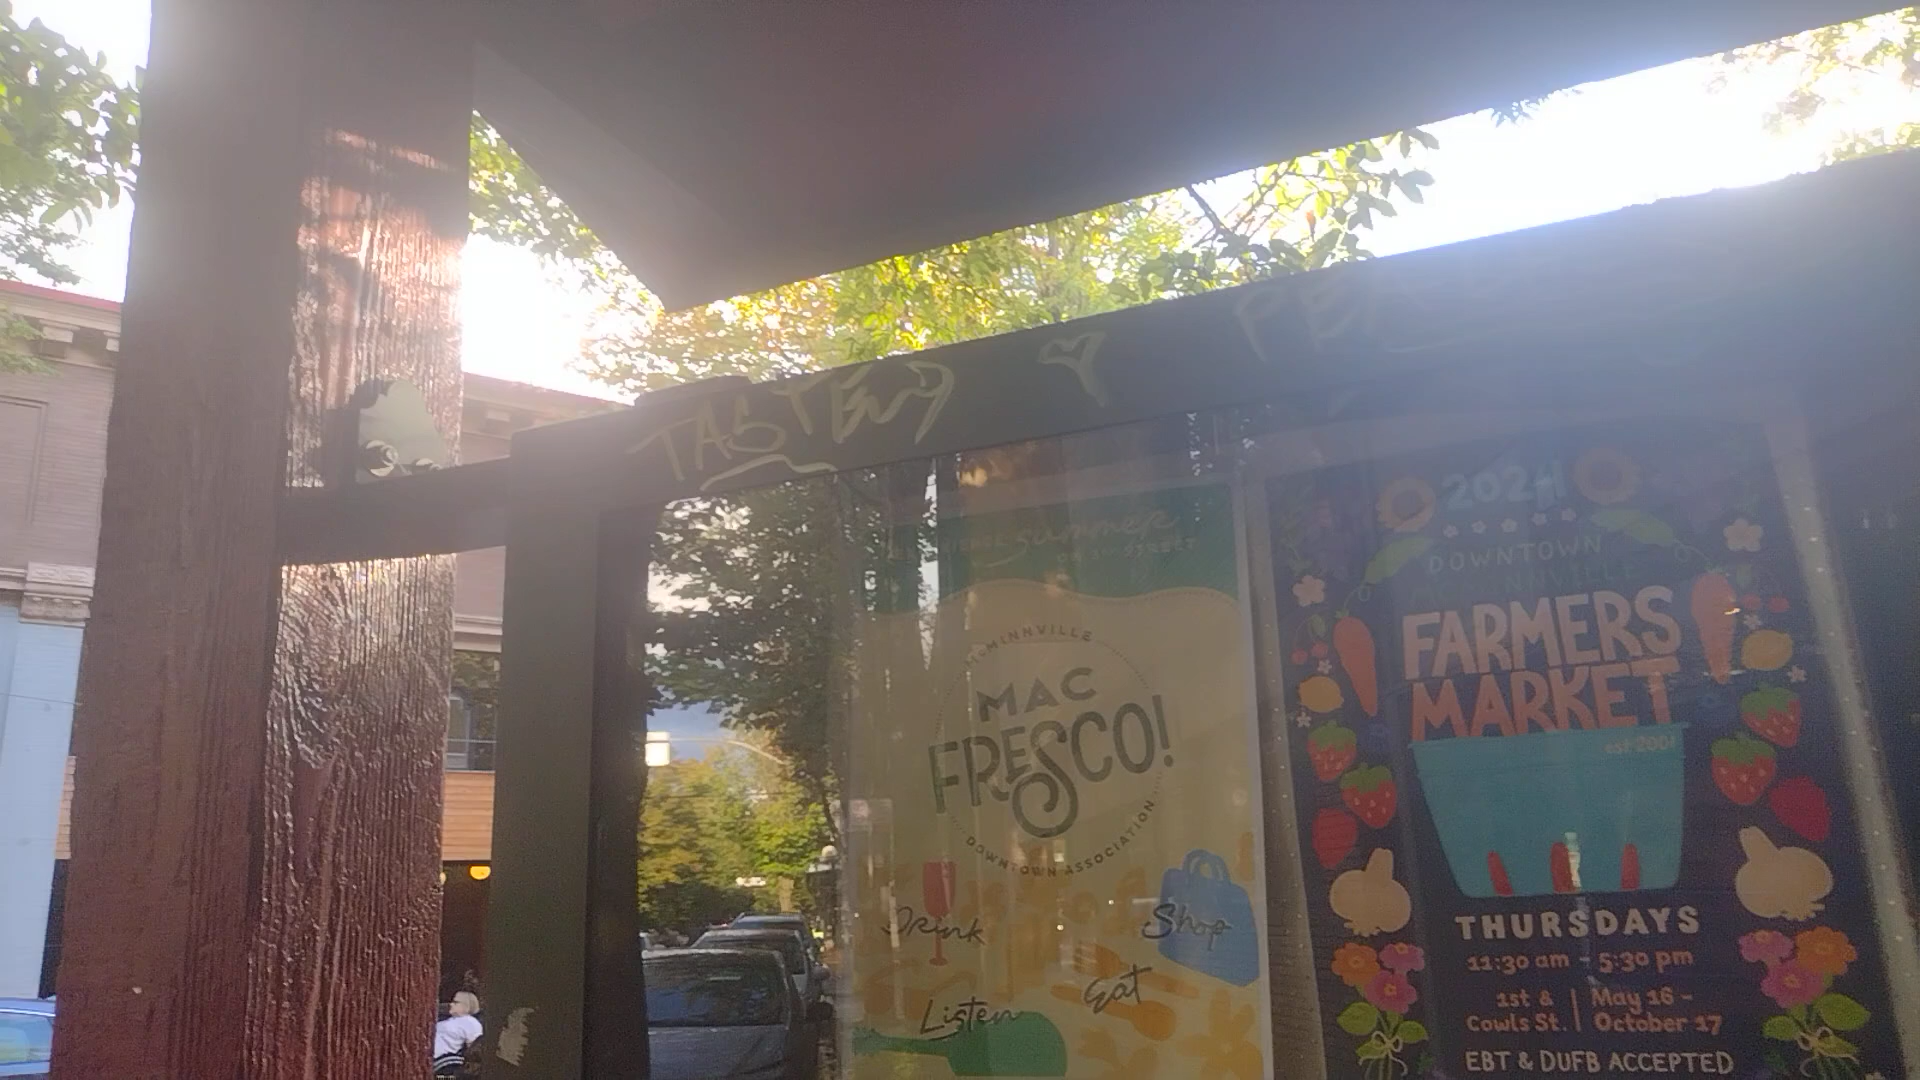 summer
McMINNVILLE
MAC
FRESCO!
DOWNTOWN ASSOCIATION
Drink
Shop
Eat
Listen
2024
DOWNTOWN
FARMERS
MARKET
est 2001
THURSDAYS
11:30 am - 5:30 pm
1st & | May 16 -
Cowls St. | October 17
EBT & DUFB ACCEPTED